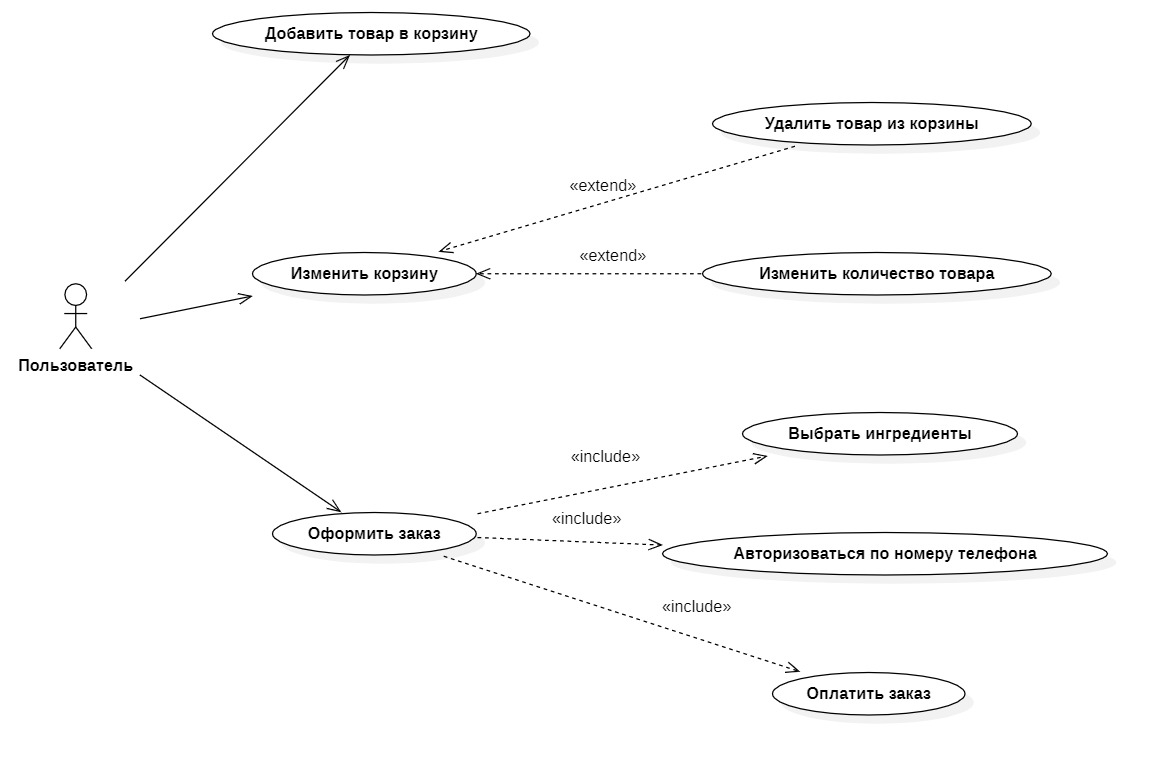 Добавить товар в корзину
Удалить товар из корзины
«extend»
«extend»
Изменить корзину
Изменить количество товара
Пользователь
Выбрать ингредиенты
«include»
«include»
Оформить заказ
Авторизоваться по номеру телефона
«include»
Оплатить заказ